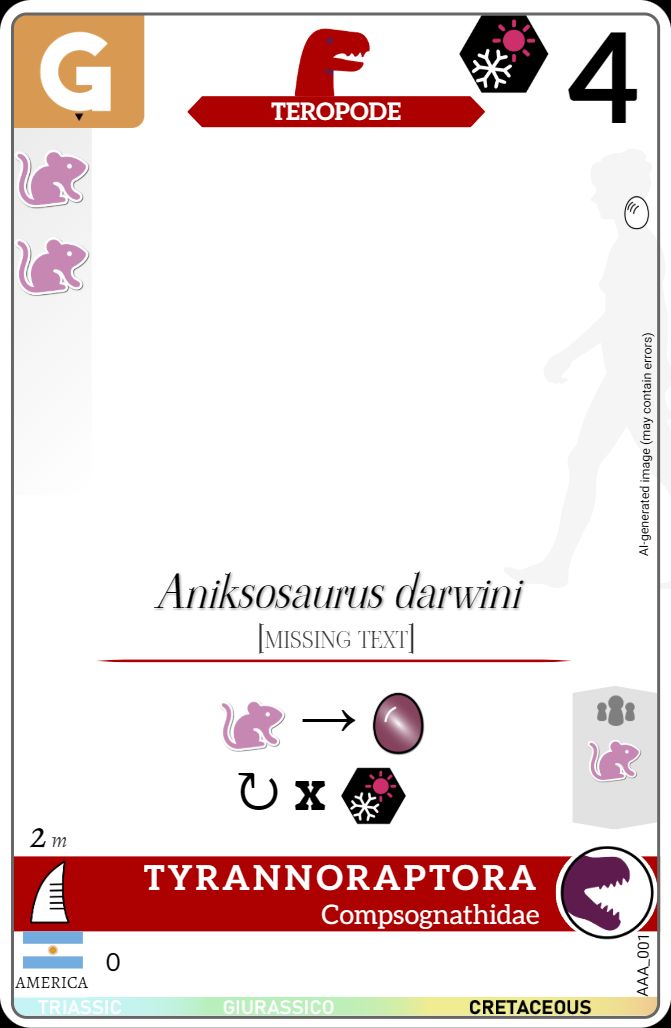 G
TEROPODE
4
AI-generated image (may contain errors)
Aniksosaurus darwini
[MISSING TEXT]
x
2 m
TYRANNORAPTORA
Compsognathidae
0
AMERICA
AAA_001
TRIASSIC GIURASSICO CRETACEOUS